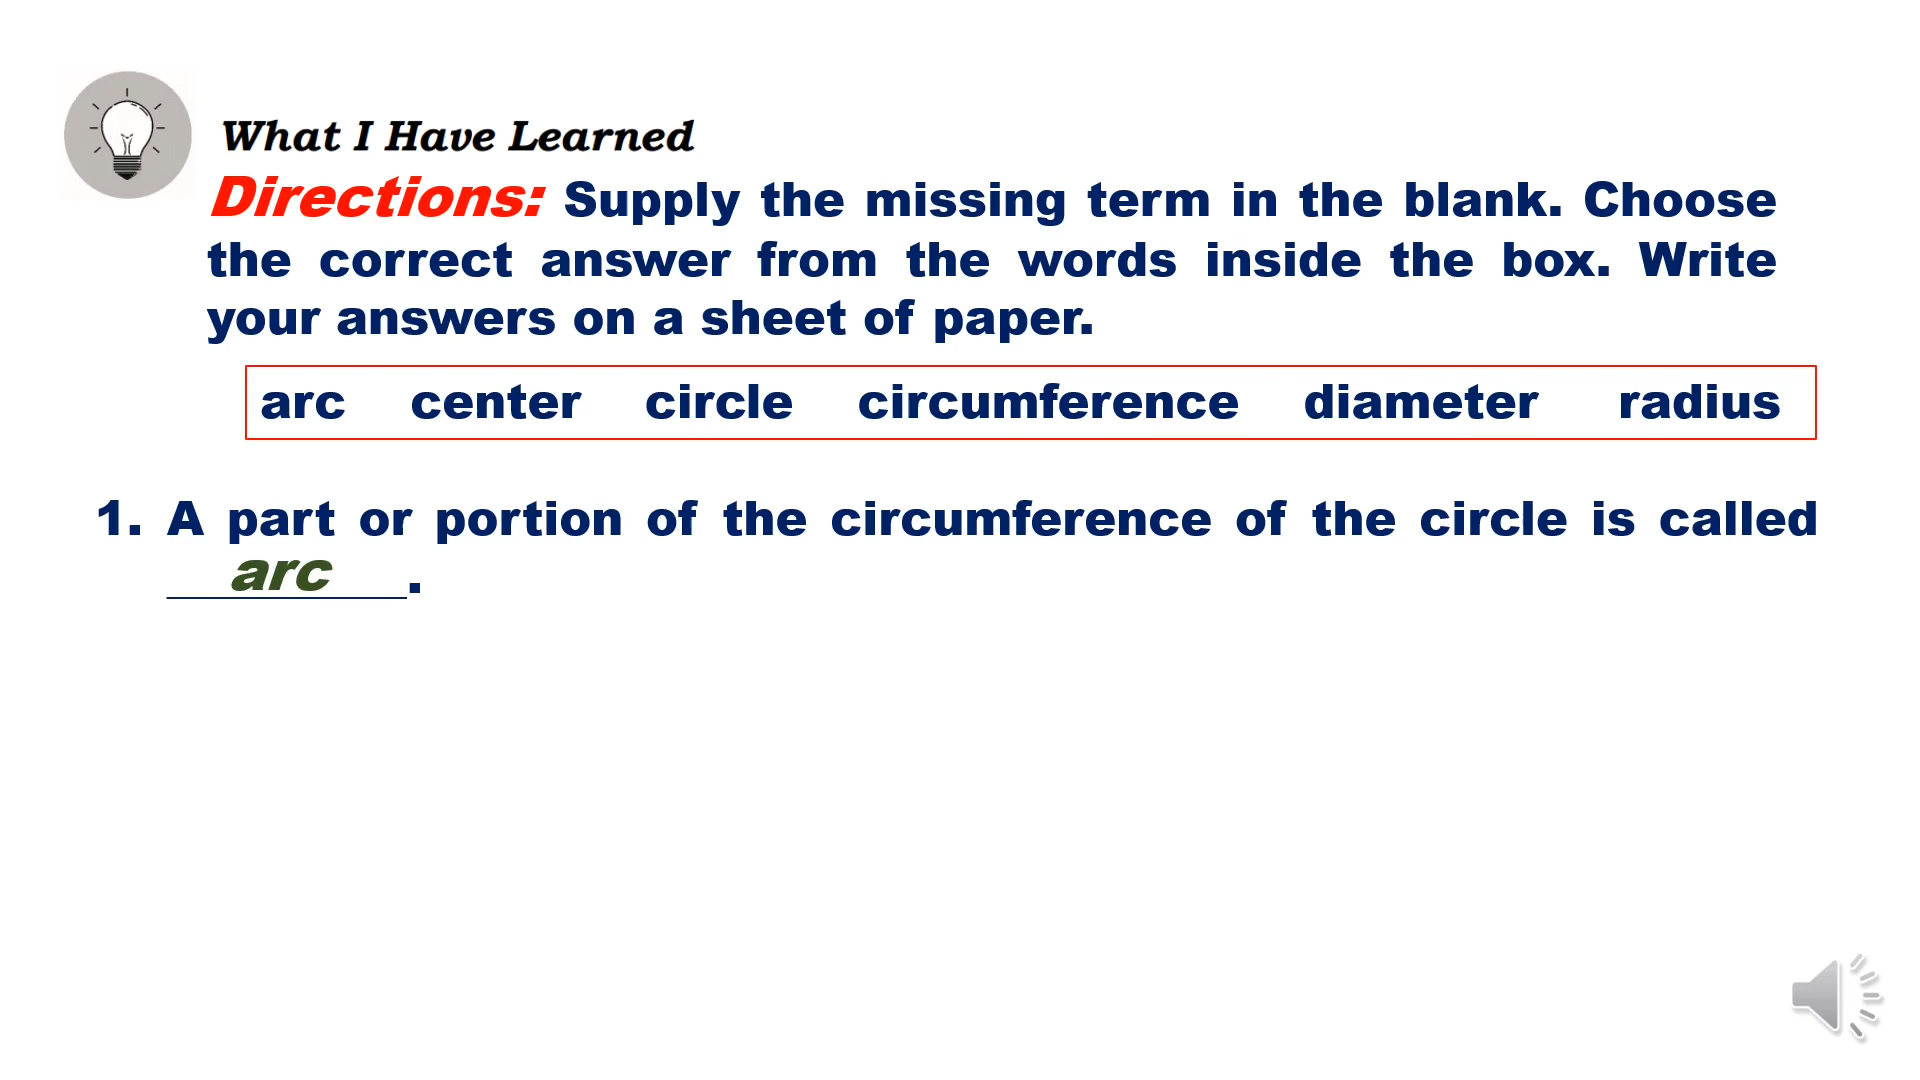 What I Have Learned
Directions: Supply the missing term in the blank. Choose
the correct answer from the words inside the box. Write
your answers on a sheet of paper.
arc center circle circumference diameter radius
1. A part or portion of the circumference of the circle is called
arc.